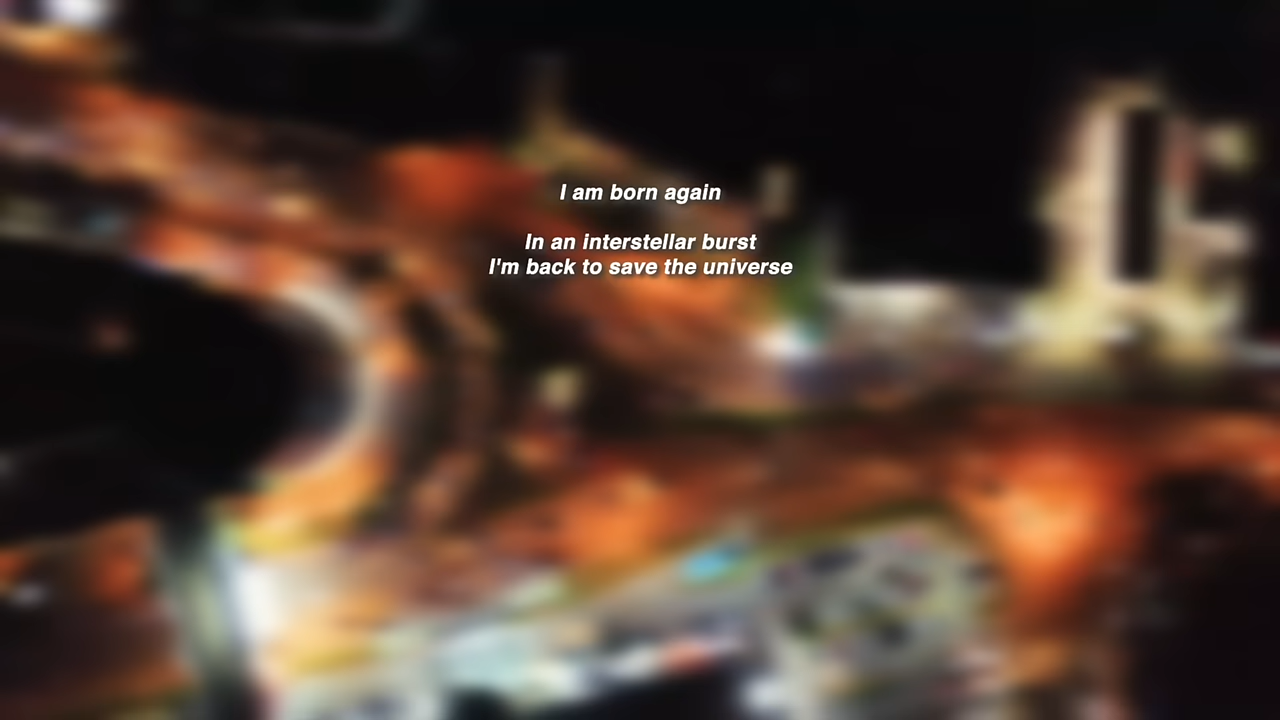 I am born again
In an interstellar burst
I'm back to save the universe